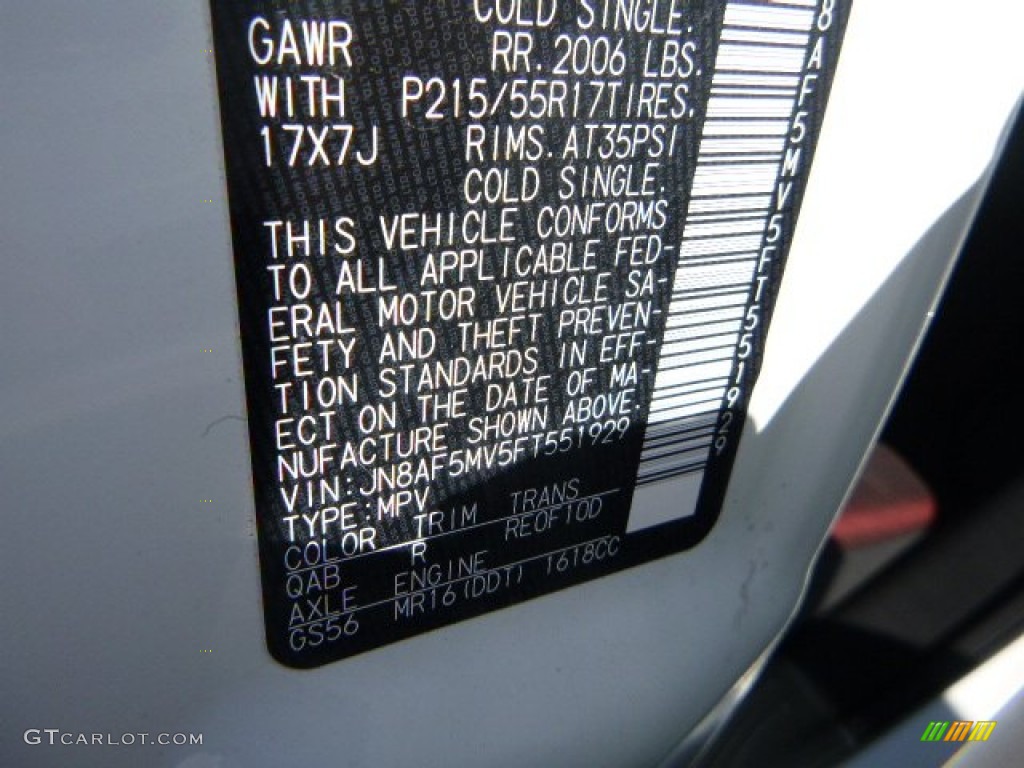 COLD SINGLE.
GAWR RR. 2006 LBS.
WITH P215/55R17TIRES.
17X7J RIMS. AT35PSI
COLD SINGLE.
THIS VEHICLE CONFORMS
TO ALL APPLICABLE FED-
ERAL MOTOR VEHICLE SA-
FETY AND THEFT PREVEN-
TION STANDARDS IN EFF-
ECT ON THE DATE OF MA-
NUFACTURE SHOWN ABOVE.
VIN:JN8AF5MV5FT551929
TYPE:MPV
COLOR TRIM TRANS
QAB R RE0F10D
AXLE ENGINE
GS56 MR16(DDT) 1618CC
8AF5MV5FT551929
GTCARLOT.COM